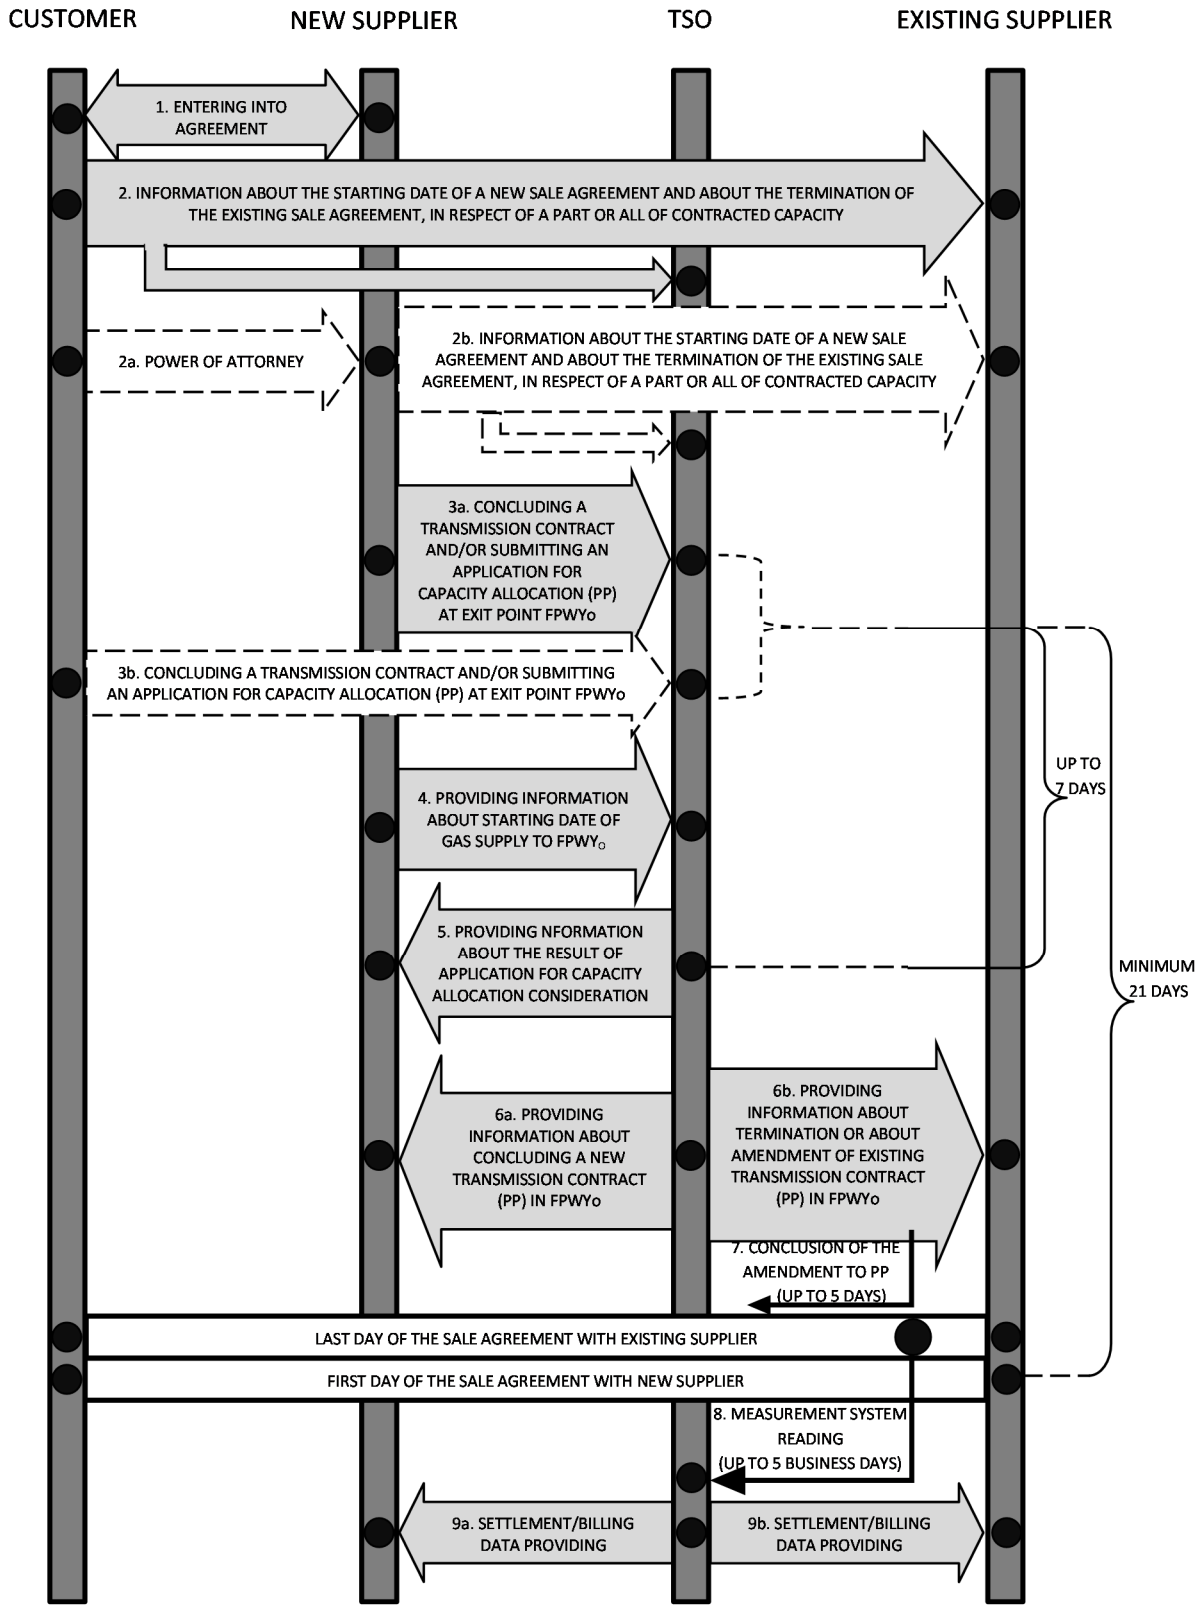 CUSTOMER
NEW SUPPLIER
TSO
EXISTING SUPPLIER
1. ENTERING INTO
AGREEMENT
2. INFORMATION ABOUT THE STARTING DATE OF A NEW SALE AGREEMENT AND ABOUT THE TERMINATION OF
THE EXISTING SALE AGREEMENT, IN RESPECT OF A PART OR ALL OF CONTRACTED CAPACITY
2a. POWER OF ATTORNEY
2b. INFORMATION ABOUT THE STARTING DATE OF A NEW SALE
AGREEMENT AND ABOUT THE TERMINATION OF THE EXISTING SALE
AGREEMENT, IN RESPECT OF A PART OR ALL OF CONTRACTED CAPACITY
3a. CONCLUDING A
TRANSMISSION CONTRACT
AND/OR SUBMITTING AN
APPLICATION FOR
CAPACITY ALLOCATION (PP)
AT EXIT POINT FPWYo
3b. CONCLUDING A TRANSMISSION CONTRACT AND/OR SUBMITTING
AN APPLICATION FOR CAPACITY ALLOCATION (PP) AT EXIT POINT FPWYo
UP TO
7 DAYS
4. PROVIDING INFORMATION
ABOUT STARTING DATE OF
GAS SUPPLY TO FPWYO
5. PROVIDING NFORMATION
ABOUT THE RESULT OF
APPLICATION FOR CAPACITY
ALLOCATION CONSIDERATION
MINIMUM
21 DAYS
6a. PROVIDING
INFORMATION ABOUT
CONCLUDING A NEW
TRANSMISSION CONTRACT
(PP) IN FPWYo
6b. PROVIDING
INFORMATION ABOUT
TERMINATION OR ABOUT
AMENDMENT OF EXISTING
TRANSMISSION CONTRACT
(PP) IN FPWYo
7. CONCLUSION OF THE
AMENDMENT TO PP
(UP TO 5 DAYS)
LAST DAY OF THE SALE AGREEMENT WITH EXISTING SUPPLIER
FIRST DAY OF THE SALE AGREEMENT WITH NEW SUPPLIER
8. MEASUREMENT SYSTEM
READING
(UP TO 5 BUSINESS DAYS)
9a. SETTLEMENT/BILLING
DATA PROVIDING
9b. SETTLEMENT/BILLING
DATA PROVIDING